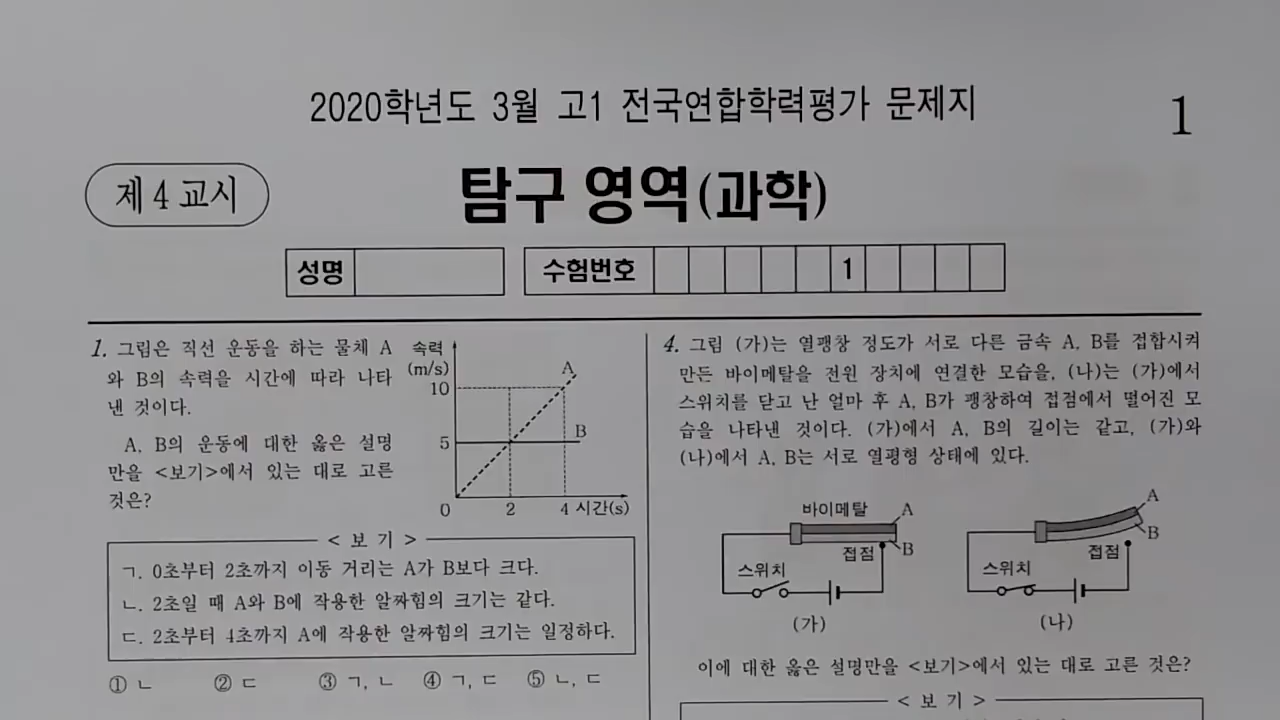 2020학년도 3월 고1 전국연합학력평가 문제지
1
제 4 교시
탐구 영역(과학)
성명
수험번호
1
1. 그림은 직선 운동을 하는 물체 A
와 B의 속력을 시간에 따라 나타
낸 것이다.
A, B의 운동에 대한 옳은 설명
만을 <보기>에서 있는 대로 고른
것은?
속력
(m/s)
10
5
0
2
4 시간(s)
A
B
< 보 기 >
ㄱ. 0초부터 2초까지 이동 거리는 A가 B보다 크다.
ㄴ. 2초일 때 A와 B에 작용한 알짜힘의 크기는 같다.
ㄷ. 2초부터 4초까지 A에 작용한 알짜힘의 크기는 일정하다.
① ㄴ ② ㄷ ③ ㄱ, ㄴ ④ ㄱ, ㄷ ⑤ ㄴ, ㄷ
4. 그림 (가)는 열팽창 정도가 서로 다른 금속 A, B를 접합시켜
만든 바이메탈을 전원 장치에 연결한 모습을, (나)는 (가)에서
스위치를 닫고 난 얼마 후 A, B가 팽창하여 접점에서 떨어진 모
습을 나타낸 것이다. (가)에서 A, B의 길이는 같고, (가)와
(나)에서 A, B는 서로 열평형 상태에 있다.
바이메탈
A
B
접점
스위치
(가)
A
B
접점
스위치
(나)
이에 대한 옳은 설명만을 <보기>에서 있는 대로 고른 것은?
< 보 기 >